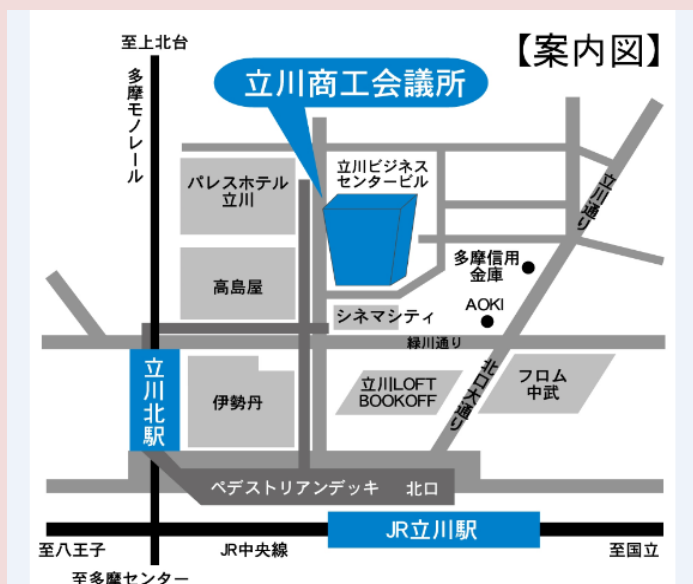 【案内図】
至上北台
多摩モノレール
立川商工会議所
立川ビジネス
センタービル
パレスホテル
立川
立川通り
多摩信用
金庫
高島屋
AOKI
シネマシティ
緑川通り
立川北駅
伊勢丹
立川LOFT
BOOKOFF
北口大通り
フロム
中武
ペデストリアンデッキ 北口
JR立川駅
至八王子
JR中央線
至国立
至多摩センター